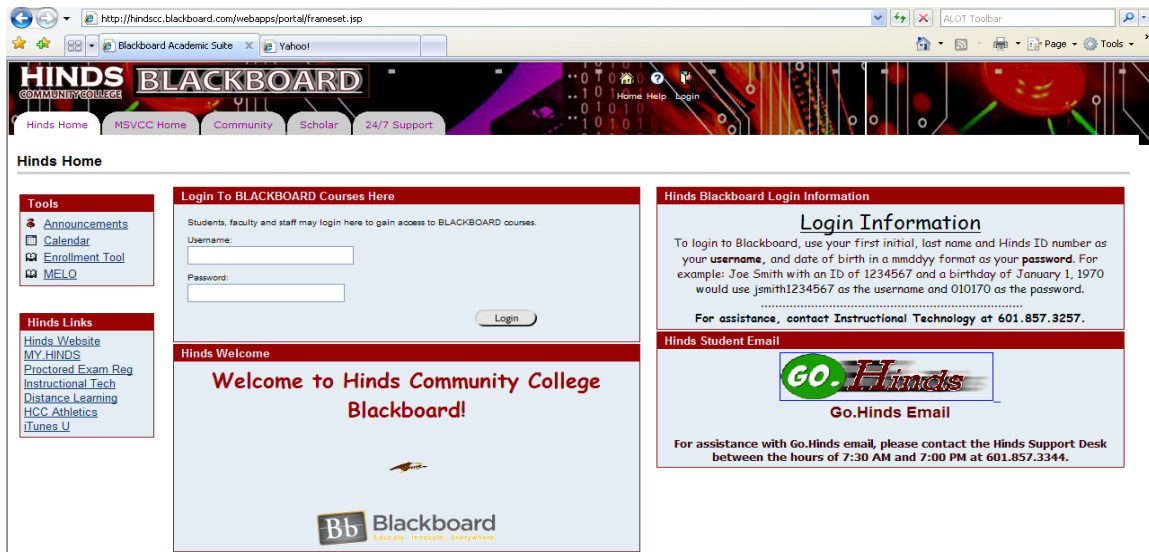 http://hindscc.blackboard.com/webapps/portal/frameset.jsp
ALOT Toolbar
Blackboard Academic Suite
Yahoo!
Page
Tools
HINDS
COMMUNITY COLLEGE
BLACKBOARD
Home Help Login
Hinds Home
MSVCC Home
Community
Scholar
24/7 Support
Hinds Home
Tools
Announcements
Calendar
Enrollment Tool
MELO
Hinds Links
Hinds Website
MY.HINDS
Proctored Exam Reg
Instructional Tech
Distance Learning
HCC Athletics
iTunes U
Login To BLACKBOARD Courses Here
Students, faculty and staff may login here to gain access to BLACKBOARD courses.
Username:
Password:
Login
Hinds Welcome
Welcome to Hinds Community College
Blackboard!
Bb Blackboard
Educate · Innovate · Everywhere
Hinds Blackboard Login Information
Login Information
To login to Blackboard, use your first initial, last name and Hinds ID number as
your username, and date of birth in a mmddyy format as your password. For
example: Joe Smith with an ID of 1234567 and a birthday of January 1, 1970
would use jsmith1234567 as the username and 010170 as the password.
For assistance, contact Instructional Technology at 601.857.3257.
Hinds Student Email
GO. Hinds
Go.Hinds Email
For assistance with Go.Hinds email, please contact the Hinds Support Desk
between the hours of 7:30 AM and 7:00 PM at 601.857.3344.